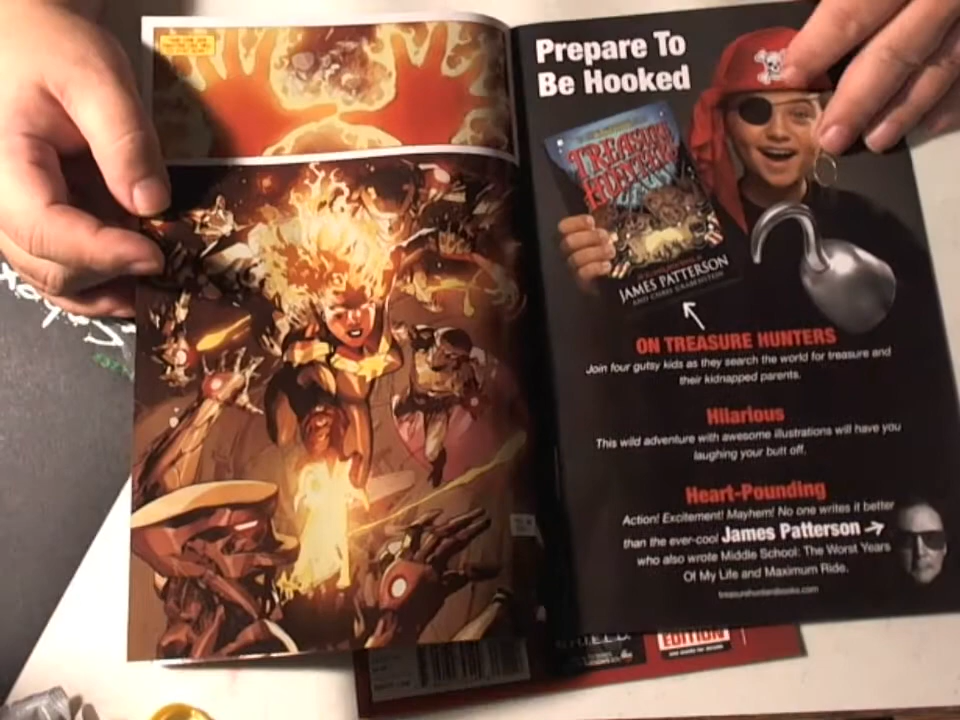 Prepare To
Be Hooked
TREASURE
HUNTERS
JAMES PATTERSON
AND CHRIS GRABENSTEIN
ON TREASURE HUNTERS
Join four gutsy kids as they search the world for treasure and
their kidnapped parents.
Hilarious
This wild adventure with awesome illustrations will have you
laughing your butt off.
Heart-Pounding
Action! Excitement! Mayhem! No one writes it better
than the ever-cool James Patterson
who also wrote Middle School: The Worst Years
Of My Life and Maximum Ride.
treasurehuntersbooks.com
EDITION